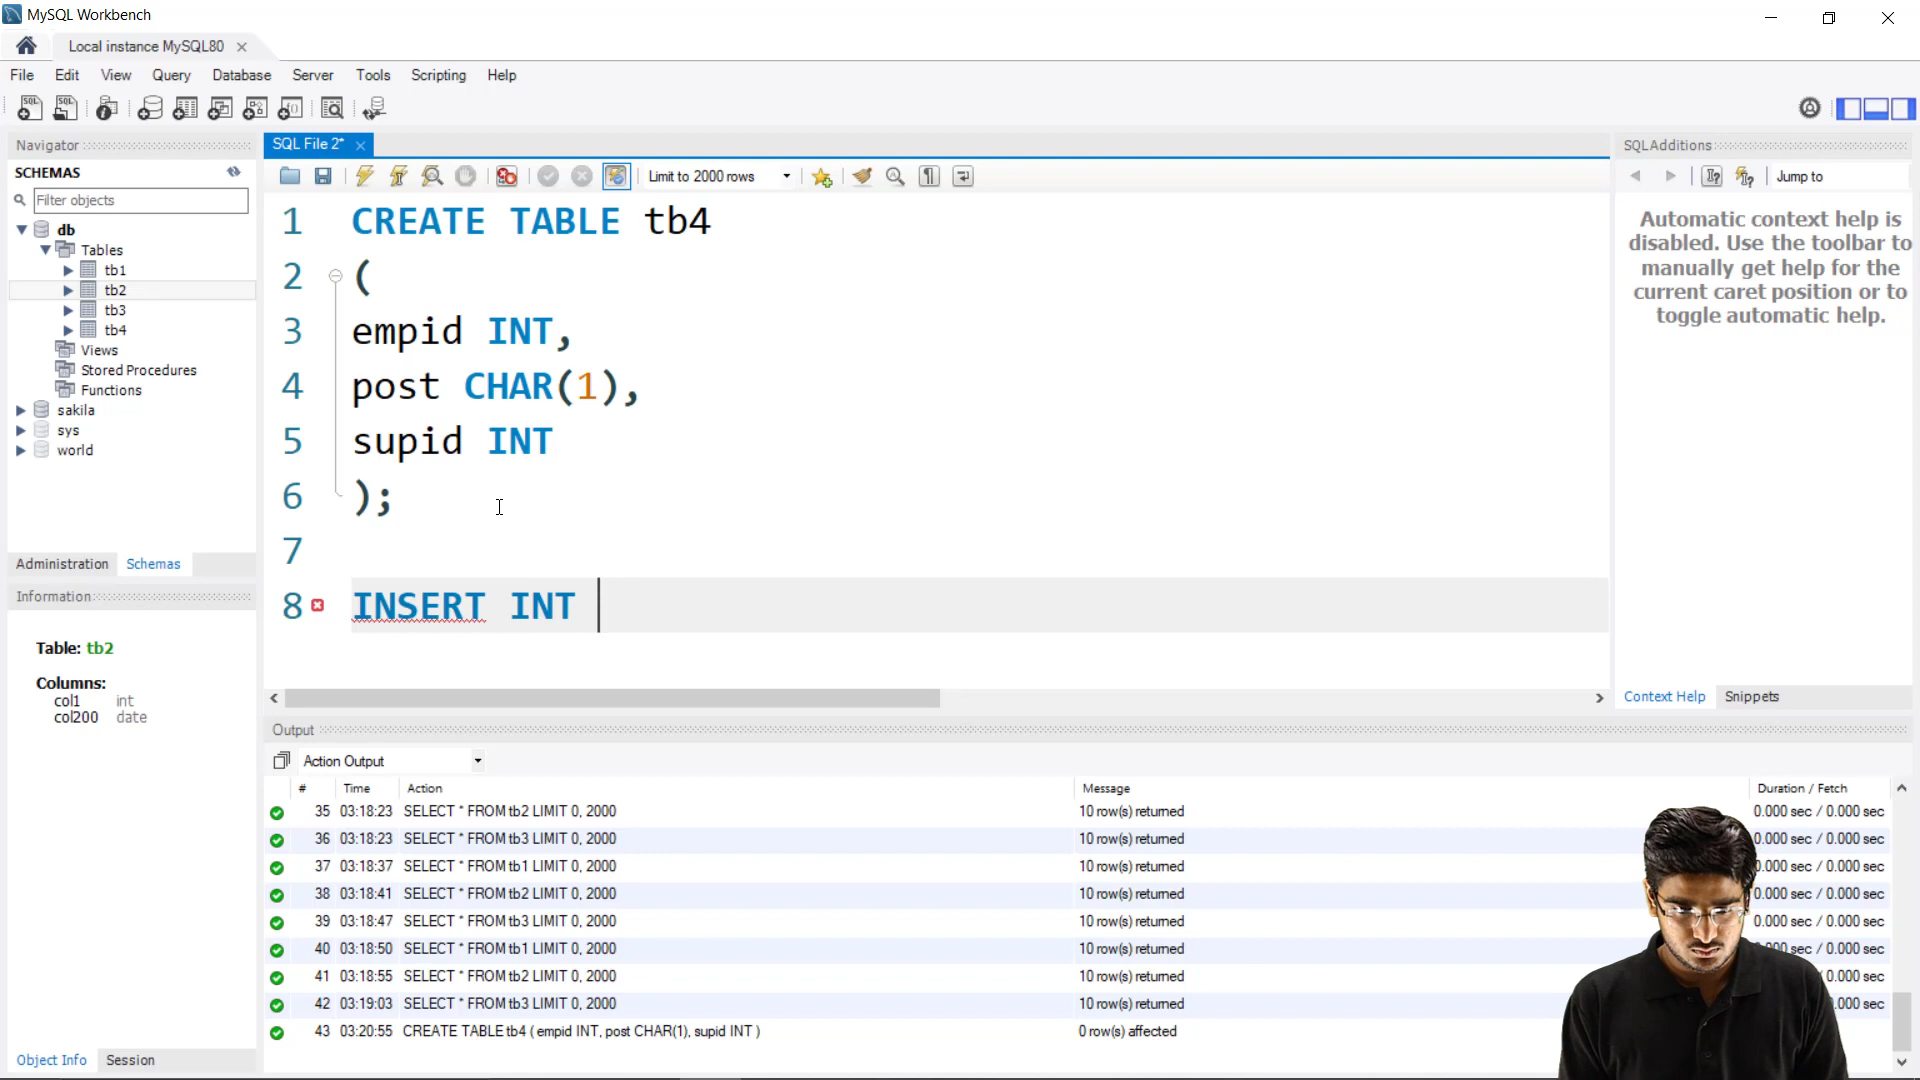 MySQL Workbench
Local instance MySQL80
File Edit View Query Database Server Tools Scripting Help
Navigator
SCHEMAS
Filter objects
db
Tables
tb1
tb2
tb3
tb4
Views
Stored Procedures
Functions
sakila
sys
world
Administration Schemas
Information
Table: tb2
Columns:
col1 int
col200 date
Object Info Session
SQL File 2*
Limit to 2000 rows
1 CREATE TABLE tb4
2 (
3 empid INT,
4 post CHAR(1),
5 supid INT
6 );
7
8 INSERT INT
SQLAdditions
Jump to
Automatic context help is
disabled. Use the toolbar to
manually get help for the
current caret position or to
toggle automatic help.
Context Help Snippets
Output
Action Output
# Time Action Message Duration / Fetch
35 03:18:23 SELECT * FROM tb2 LIMIT 0, 2000 10 row(s) returned 0.000 sec / 0.000 sec
36 03:18:23 SELECT * FROM tb3 LIMIT 0, 2000 10 row(s) returned 0.000 sec / 0.000 sec
37 03:18:37 SELECT * FROM tb1 LIMIT 0, 2000 10 row(s) returned 0.000 sec / 0.000 sec
38 03:18:41 SELECT * FROM tb2 LIMIT 0, 2000 10 row(s) returned 0.000 sec / 0.000 sec
39 03:18:47 SELECT * FROM tb3 LIMIT 0, 2000 10 row(s) returned 0.000 sec / 0.000 sec
40 03:18:50 SELECT * FROM tb1 LIMIT 0, 2000 10 row(s) returned sec / 0.000 sec
41 03:18:55 SELECT * FROM tb2 LIMIT 0, 2000 10 row(s) returned sec / 0.000 sec
42 03:19:03 SELECT * FROM tb3 LIMIT 0, 2000 10 row(s) returned sec
43 03:20:55 CREATE TABLE tb4 ( empid INT, post CHAR(1), supid INT ) 0 row(s) affected